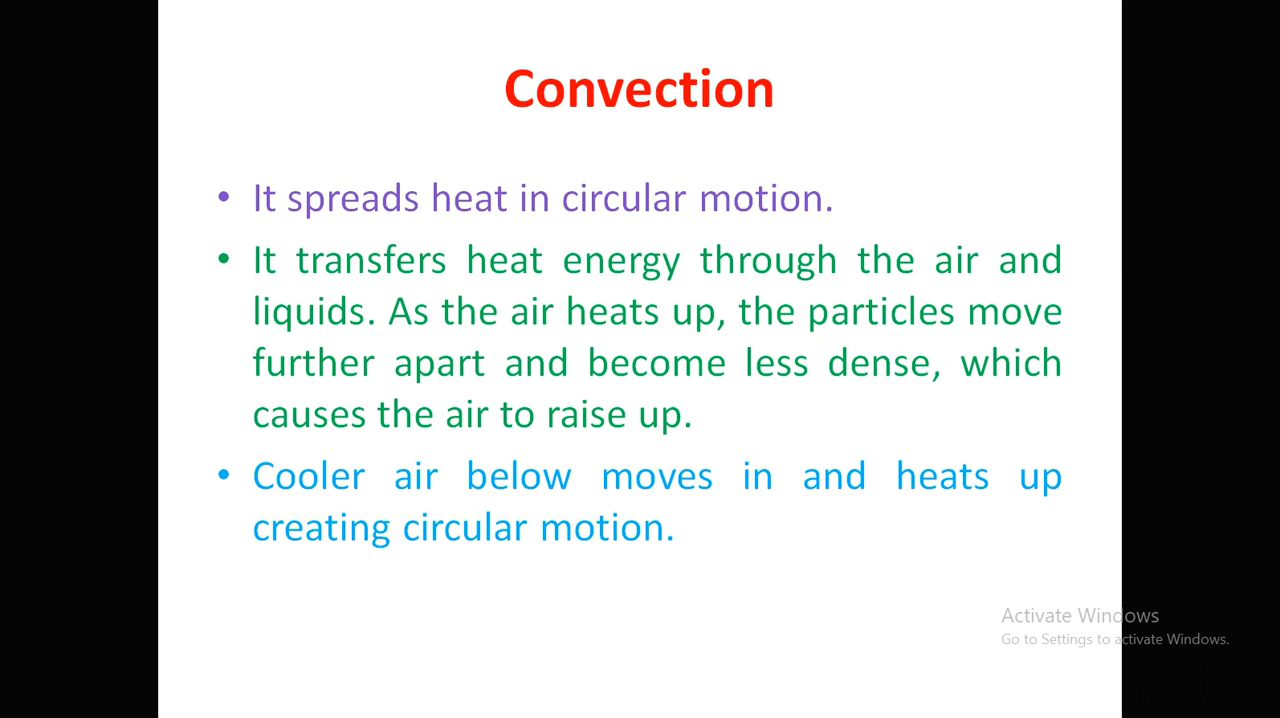 Convection
• It spreads heat in circular motion.
• It transfers heat energy through the air and
liquids. As the air heats up, the particles move
further apart and become less dense, which
causes the air to raise up.
• Cooler air below moves in and heats up
creating circular motion.
Activate Windows
Go to Settings to activate Windows.